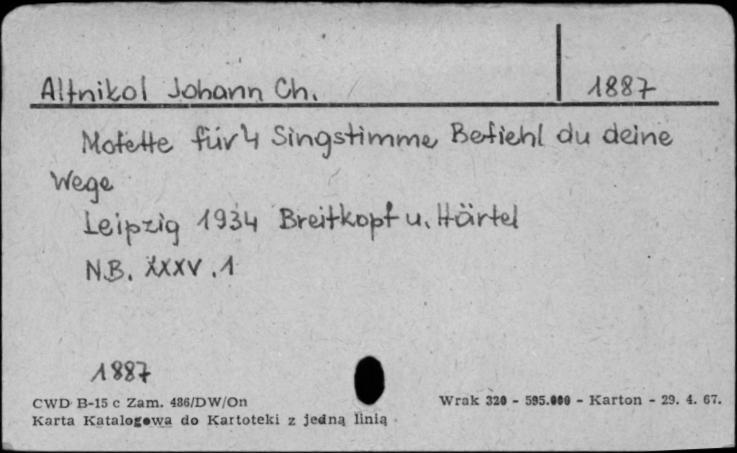 Altnikol Johann Ch. 1887
Motette für 4 Singstimme Befiehl du deine
Wege
Leipzig 1934 Breitkopf u. Härtel
N.B. XXXV.1
1887
CWD B-15 c Zam. 486/DW/On
Wrak 320 - 595.000 - Karton - 29. 4. 67.
Karta Katalogowa do Kartoteki z jedną linią